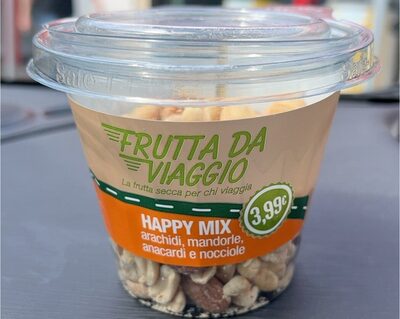 FRUTTA DA
VIAGGIO
La frutta secca per chi viaggia
3,99€
HAPPY MIX
arachidi, mandorle,
anacardi e nocciole